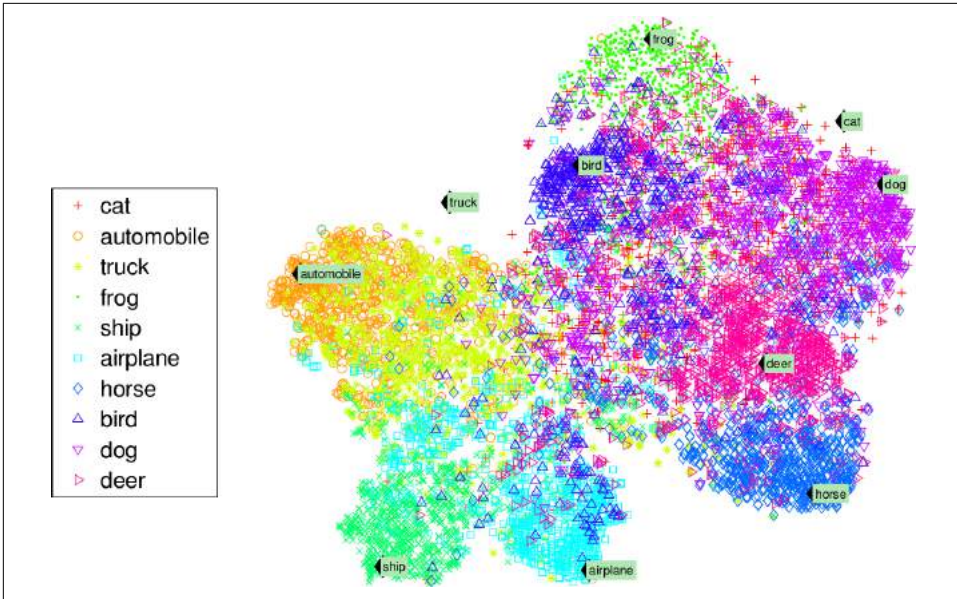 frog
cat
bird
dog
truck
automobile
deer
horse
ship
airplane
cat
automobile
truck
frog
ship
airplane
horse
bird
dog
deer